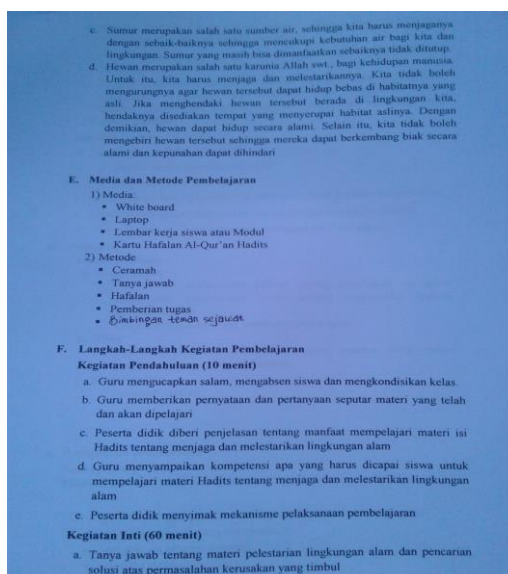 c. Sumur merupakan salah satu sumber air, sehingga kita harus menjaganya
dengan sebaik-baiknya sehingga mencukupi kebutuhan air bagi kita dan
lingkungan. Sumur yang masih bisa dimanfaatkan sebaiknya tidak ditutup.
d. Hewan merupakan salah satu karunia Allah swt., bagi kehidupan manusia.
Untuk itu, kita harus menjaga dan melestarikannya. Kita tidak boleh
mengurungnya agar hewan tersebut dapat hidup bebas di habitatnya yang
asli. Jika menghendaki hewan tersebut berada di lingkungan kita,
hendaknya disediakan tempat yang menyerupai habitat aslinya. Dengan
demikian, hewan dapat hidup secara alami. Selain itu, kita tidak boleh
mengebiri hewan tersebut sehingga mereka dapat berkembang biak secara
alami dan kepunahan dapat dihindari
E. Media dan Metode Pembelajaran
1) Media:
▪ White board
▪ Laptop
▪ Lembar kerja siswa atau Modul
▪ Kartu Hafalan Al-Qur'an Hadits
2) Metode
▪ Ceramah
▪ Tanya jawab
▪ Hafalan
▪ Pemberian tugas
▪ Bimbingan teman sejawat
F. Langkah-Langkah Kegiatan Pembelajaran
Kegiatan Pendahuluan (10 menit)
a. Guru mengucapkan salam, mengabsen siswa dan mengkondisikan kelas.
b. Guru memberikan pernyataan dan pertanyaan seputar materi yang telah
dan akan dipelajari
c. Peserta didik diberi penjelasan tentang manfaat mempelajari materi isi
Hadits tentang menjaga dan melestarikan lingkungan alam
d. Guru menyampaikan kompetensi apa yang harus dicapai siswa untuk
mempelajari materi Hadits tentang menjaga dan melestarikan lingkungan
alam
e. Peserta didik menyimak mekanisme pelaksanaan pembelajaran
Kegiatan Inti (60 menit)
a. Tanya jawab tentang materi pelestarian lingkungan alam dan pencarian
solusi atas permasalahan kerusakan yang timbul